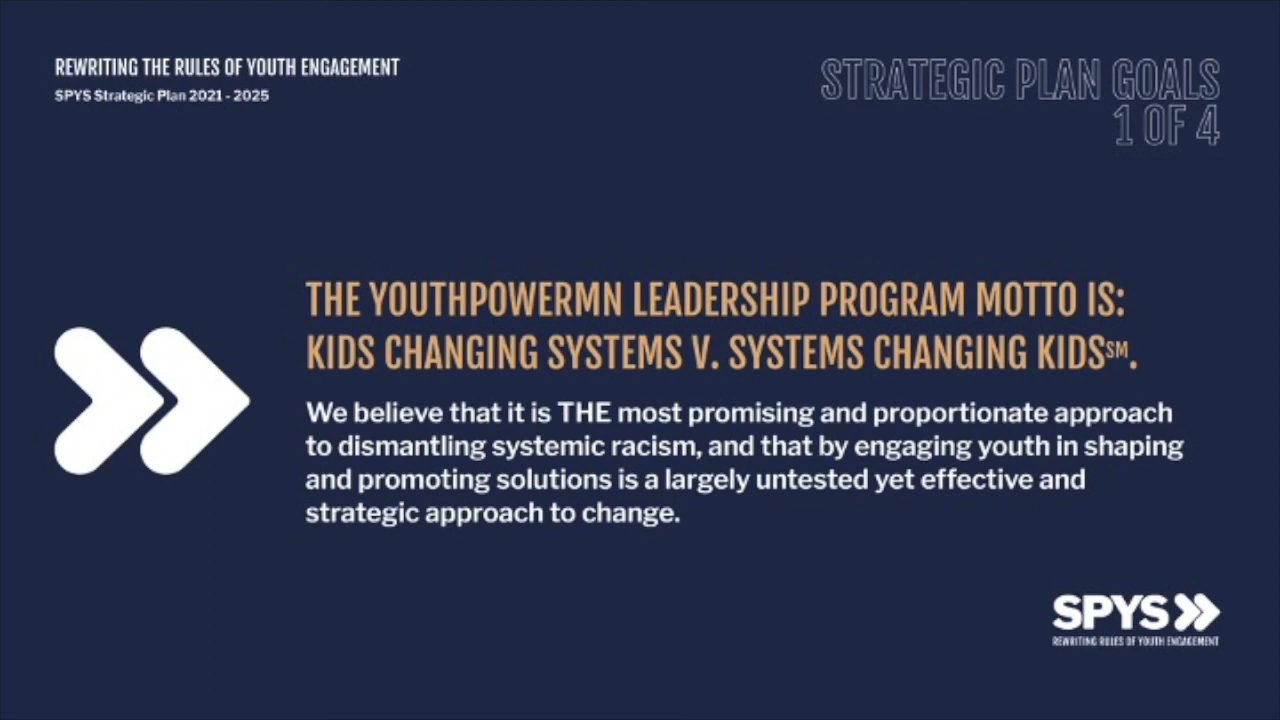 REWRITING THE RULES OF YOUTH ENGAGEMENT
SPYS Strategic Plan 2021 - 2025
STRATEGIC PLAN GOALS
1 OF 4
THE YOUTHPOWERMN LEADERSHIP PROGRAM MOTTO IS:
KIDS CHANGING SYSTEMS V. SYSTEMS CHANGING KIDS℠.
We believe that it is THE most promising and proportionate approach
to dismantling systemic racism, and that by engaging youth in shaping
and promoting solutions is a largely untested yet effective and
strategic approach to change.
SPYS
REWRITING RULES OF YOUTH ENGAGEMENT